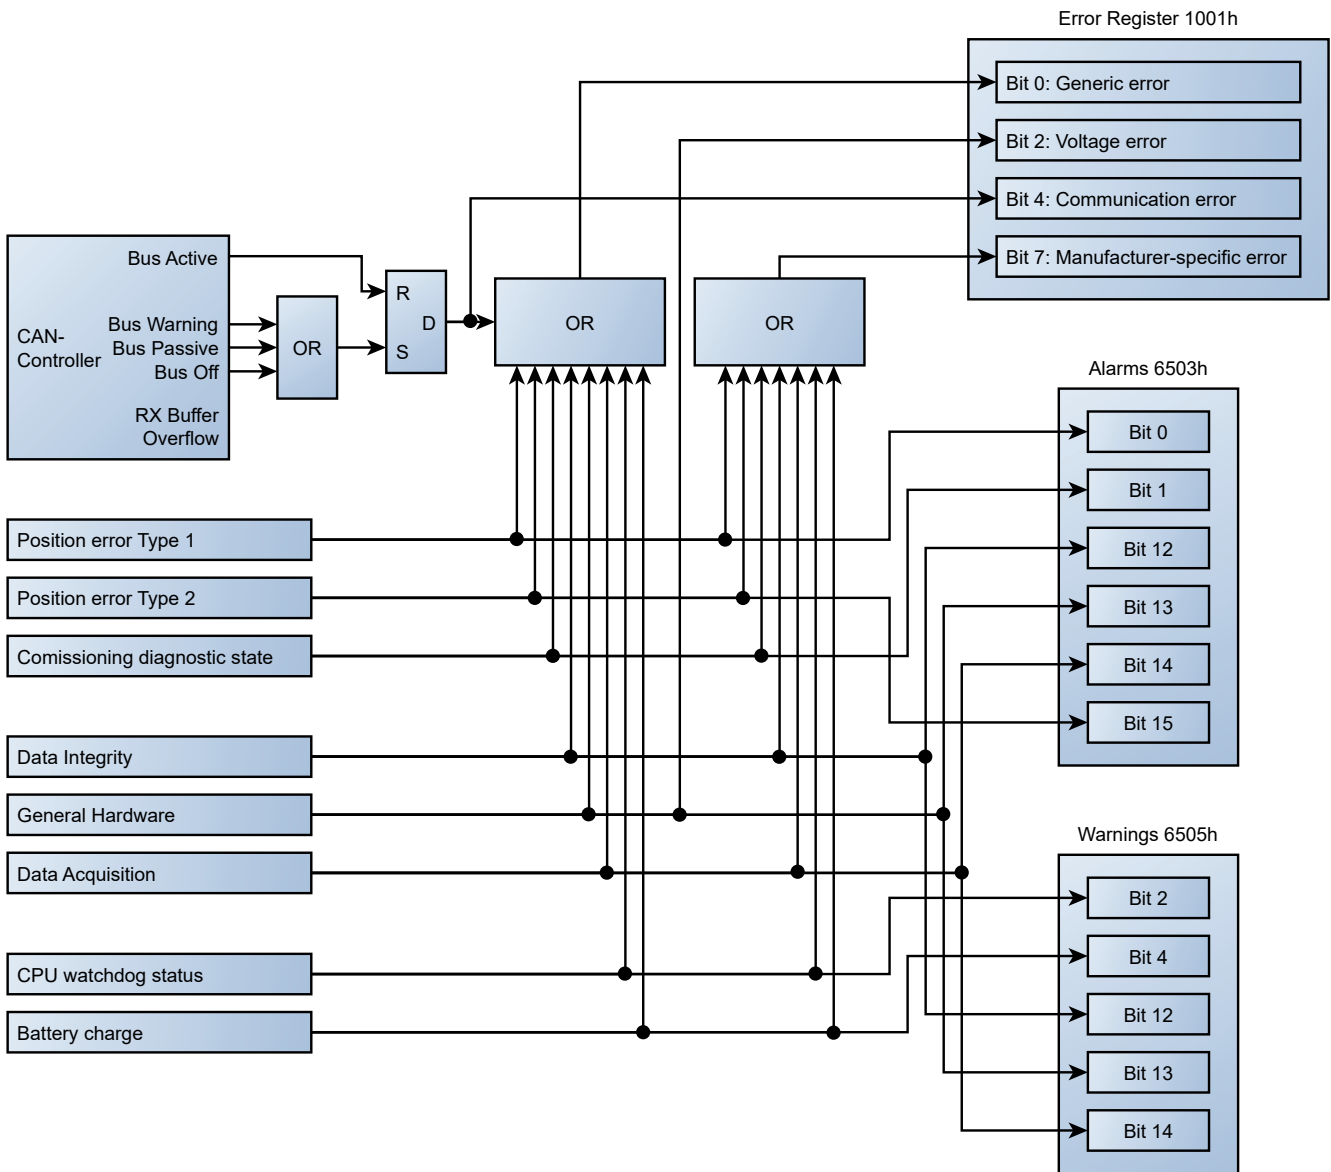 Error Register 1001h
Bit 0: Generic error
Bit 2: Voltage error
Bit 4: Communication error
Bit 7: Manufacturer-specific error
CAN-
Controller
Bus Active
Bus Warning
Bus Passive
Bus Off
RX Buffer
Overflow
OR
R
D
S
OR
OR
Alarms 6503h
Bit 0
Bit 1
Bit 12
Bit 13
Bit 14
Bit 15
Position error Type 1
Position error Type 2
Comissioning diagnostic state
Data Integrity
General Hardware
Data Acquisition
CPU watchdog status
Battery charge
Warnings 6505h
Bit 2
Bit 4
Bit 12
Bit 13
Bit 14